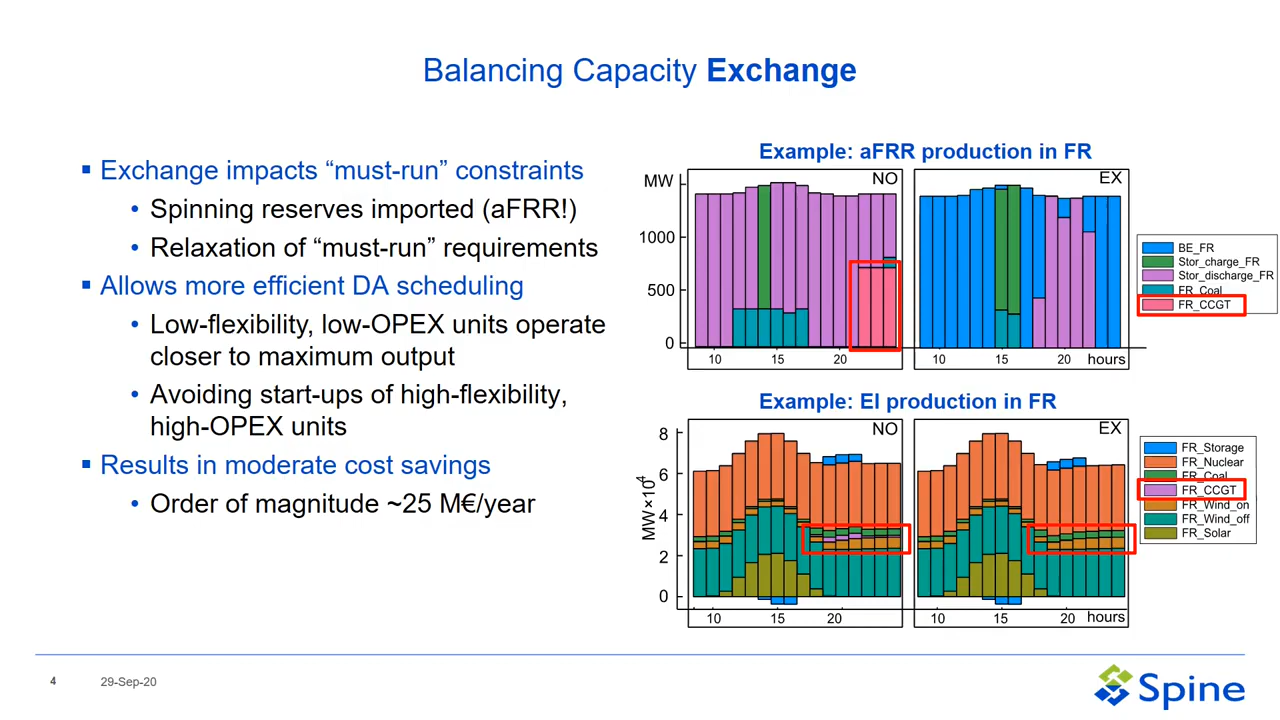 Balancing Capacity Exchange
Exchange impacts “must-run” constraints
Spinning reserves imported (aFRR!)
Relaxation of “must-run” requirements
Allows more efficient DA scheduling
Low-flexibility, low-OPEX units operate
closer to maximum output
Avoiding start-ups of high-flexibility,
high-OPEX units
Results in moderate cost savings
Order of magnitude ~25 M€/year
Example: aFRR production in FR
MW
1000
500
0
NO
10 15 20
EX
10 15 20 hours
BE_FR
Stor_charge_FR
Stor_discharge_FR
FR_Coal
FR_CCGT
Example: EI production in FR
MW×10⁴
8
6
4
2
0
NO
10 15 20
EX
10 15 20 hours
FR_Storage
FR_Nuclear
FR_Coal
FR_CCGT
FR_Wind_on
FR_Wind_off
FR_Solar
4 29-Sep-20
Spine